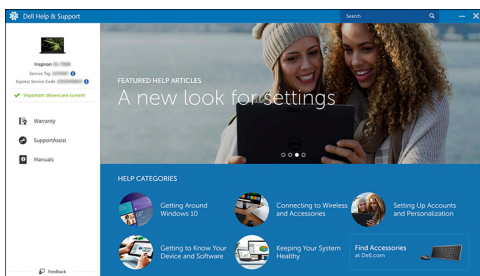 Dell Help & Support
Search
Inspiron
Service Tag
Express Service Code
Important drivers are current
Warranty
SupportAssist
Manuals
Feedback
FEATURED HELP ARTICLES
A new look for settings
HELP CATEGORIES
Getting Around
Windows 10
Connecting to Wireless
and Accessories
Setting Up Accounts
and Personalization
Getting to Know Your
Device and Software
Keeping Your System
Healthy
Find Accessories
at Dell.com